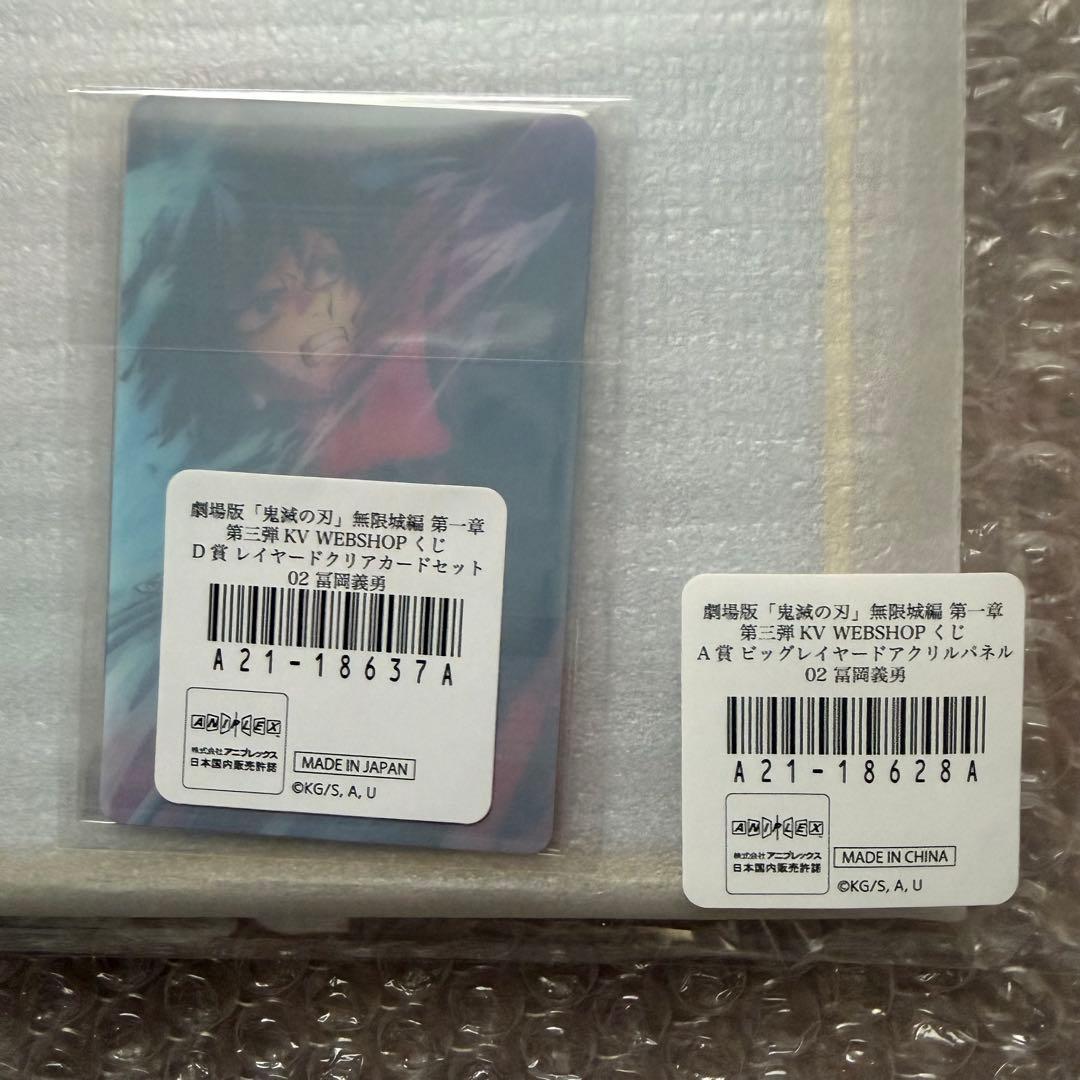 劇場版「鬼滅の刃」無限城編 第一章
第三弾 KV WEBSHOP くじ
D 賞 レイヤードクリアカードセット
02 冨岡義勇
A21-18637A
ANIPLEX
株式会社アニプレックス
日本国内販売許諾
MADE IN JAPAN
©KG/S, A, U
劇場版「鬼滅の刃」無限城編 第一章
第三弾 KV WEBSHOP くじ
A 賞 ビッグレイヤードアクリルパネル
02 冨岡義勇
A21-18628A
ANIPLEX
株式会社アニプレックス
日本国内販売許諾
MADE IN CHINA
©KG/S, A, U